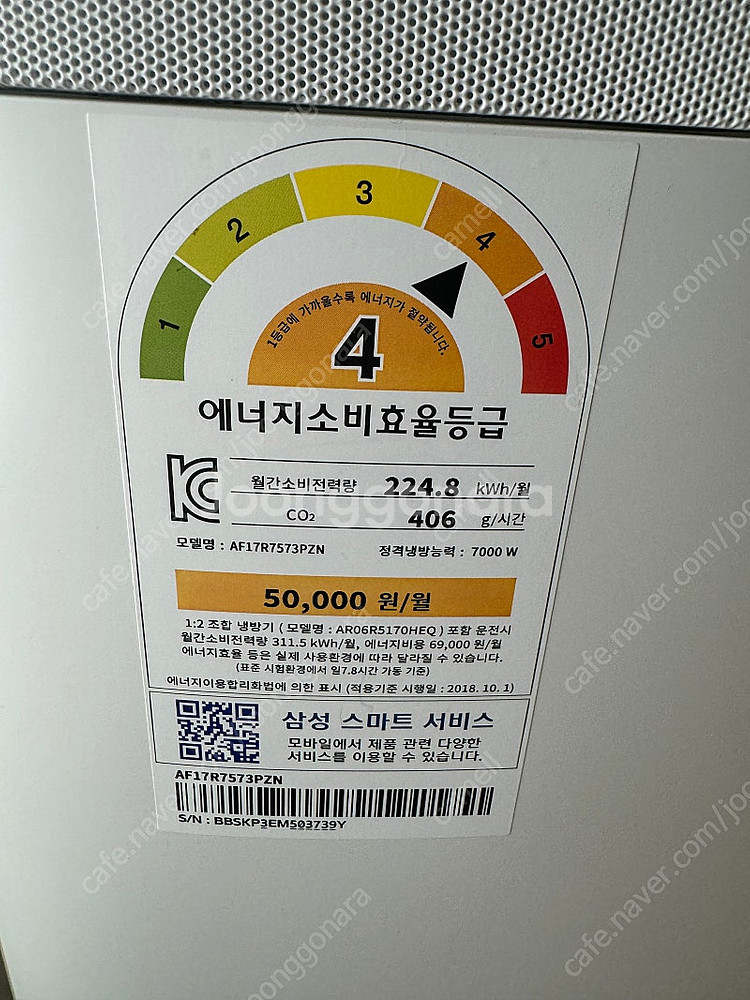 1
2
3
4
5
1등급에 가까울수록 에너지가 절약됩니다.
4
에너지소비효율등급
월간소비전력량 224.8 kWh/월
CO₂ 406 g/시간
모델명 : AF17R7573PZN 정격냉방능력 : 7000 W
50,000 원/월
1:2 조합 냉방기 ( 모델명 : AR06R5170HEQ ) 포함 운전시
월간소비전력량 311.5 kWh/월, 에너지비용 69,000 원/월
에너지효율 등은 실제 사용환경에 따라 달라질 수 있습니다.
(표준 시험환경에서 일7.8시간 가동 기준)
에너지이용합리화법에 의한 표시 (적용기준 시행일 : 2018. 10. 1)
삼성 스마트 서비스
모바일에서 제품 관련 다양한
서비스를 이용할 수 있습니다.
AF17R7573PZN
S/N : BBSKP3EM503739Y
joonggonara
cafe.naver.com/joonggonara
camell